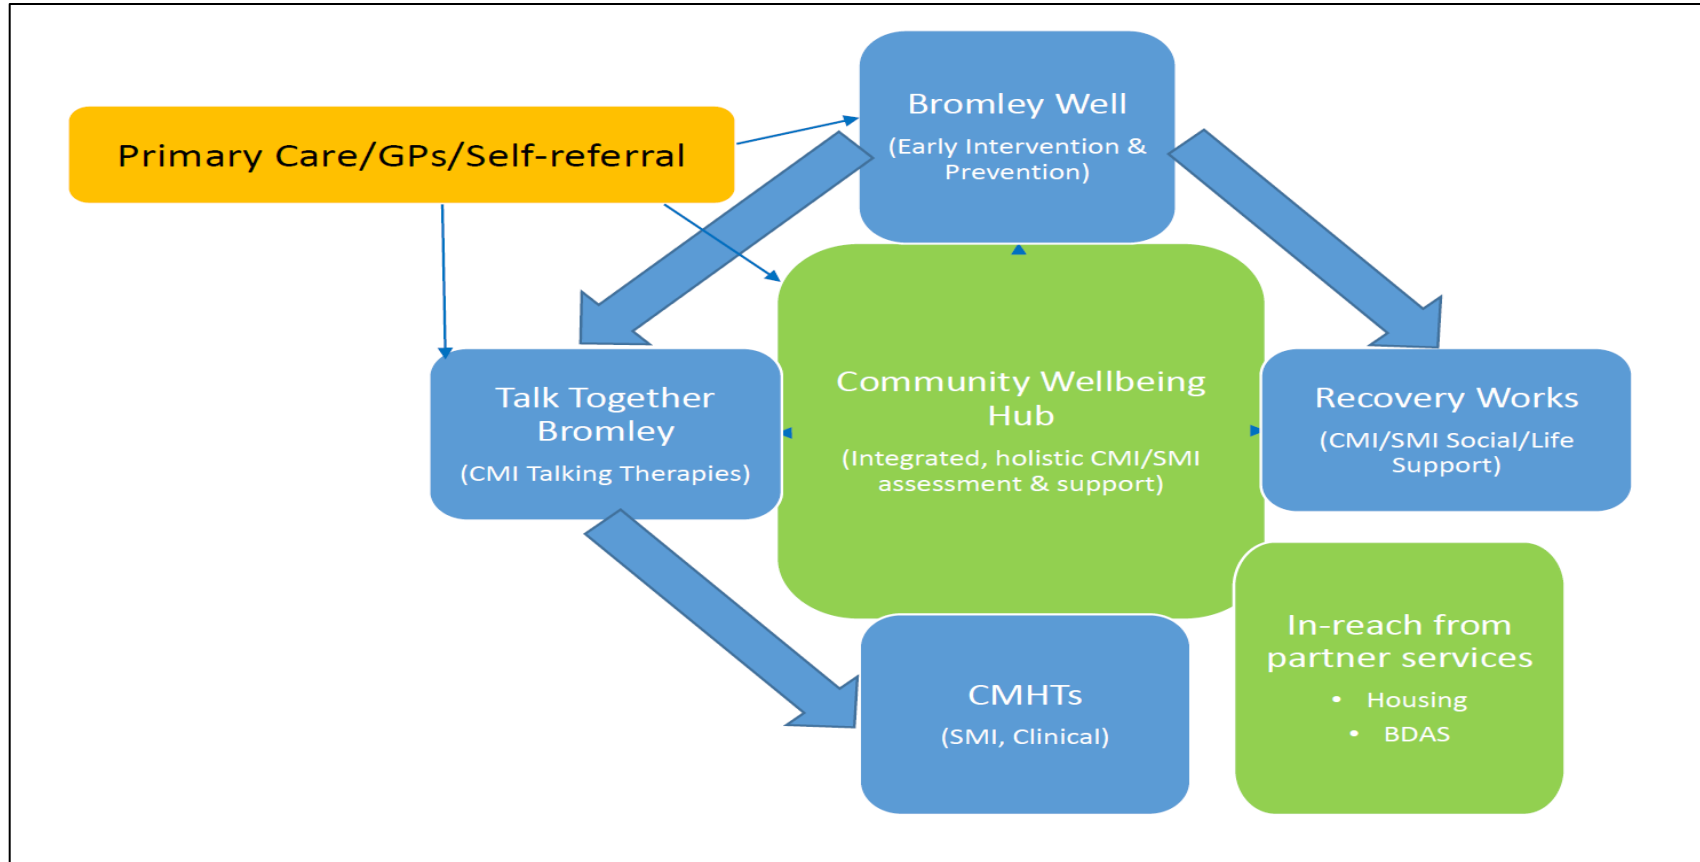 Bromley Well
(Early Intervention &
Prevention)
Primary Care/GPs/Self-referral
Talk Together
Bromley
(CMI Talking Therapies)
Community Wellbeing
Hub
(Integrated, holistic CMI/SMI
assessment & support)
Recovery Works
(CMI/SMI Social/Life
Support)
CMHTs
(SMI, Clinical)
In-reach from
partner services
• Housing
• BDAS